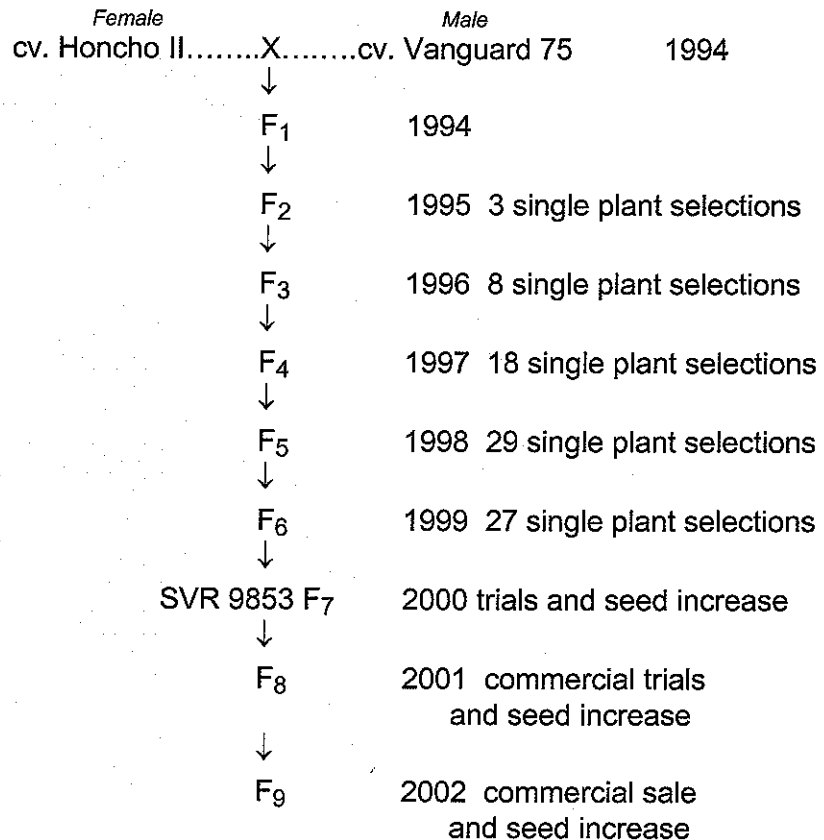 Female Male
cv. Honcho II........X........cv. Vanguard 75 1994
↓
F1 1994
↓
F2 1995 3 single plant selections
↓
F3 1996 8 single plant selections
↓
F4 1997 18 single plant selections
↓
F5 1998 29 single plant selections
↓
F6 1999 27 single plant selections
↓
SVR 9853 F7 2000 trials and seed increase
↓
F8 2001 commercial trials
and seed increase
↓
F9 2002 commercial sale
and seed increase